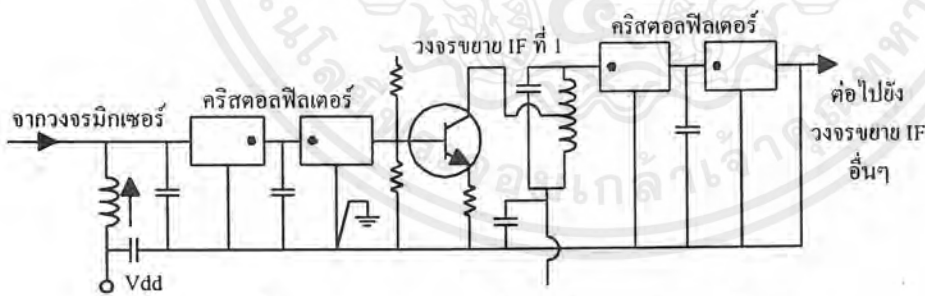 วงจรขยาย IF ที่ 1
คริสตอลฟิลเตอร์
จากวงจรมิกเซอร์
คริสตอลฟิลเตอร์
ต่อไปยัง
วงจรขยาย IF
อื่นๆ
Vdd